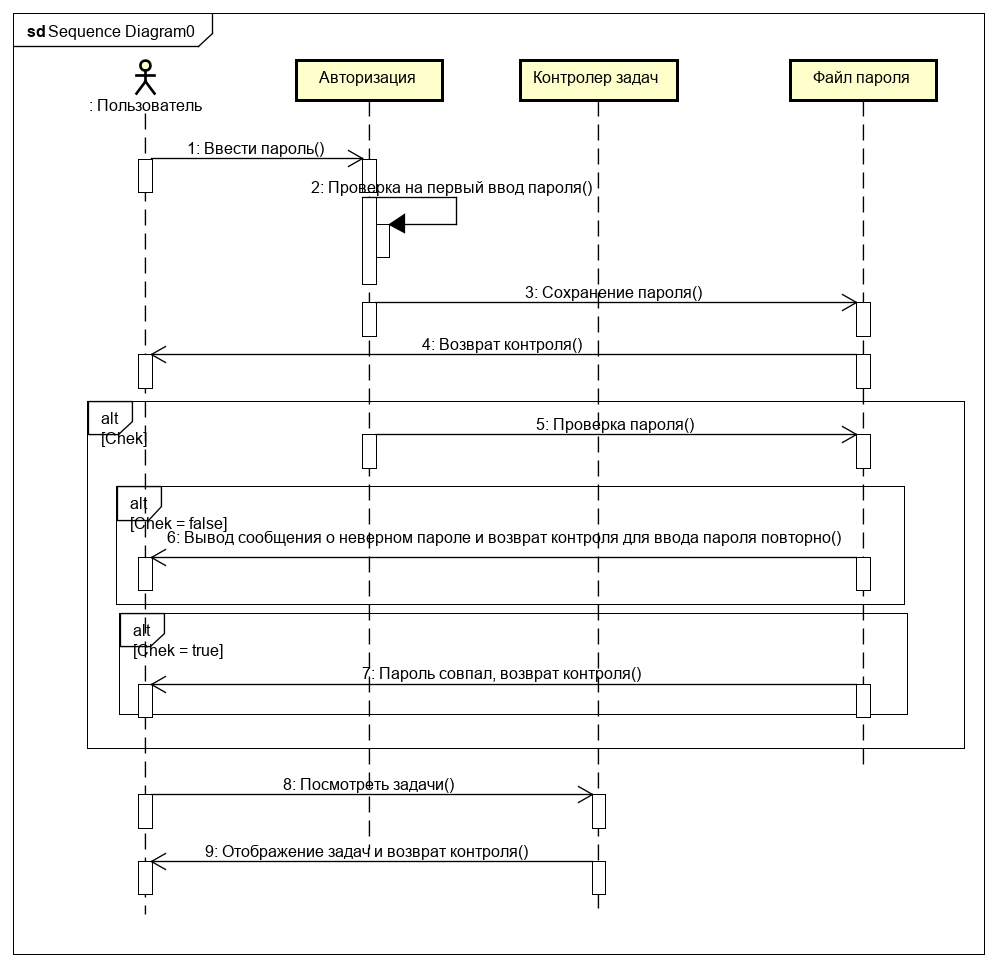 sd Sequence Diagram0
: Пользователь
Авторизация
Контролер задач
Файл пароля
1: Ввести пароль()
2: Проверка на первый ввод пароля()
3: Сохранение пароля()
4: Возврат контроля()
alt
[Chek]
5: Проверка пароля()
alt
[Chek = false]
6: Вывод сообщения о неверном пароле и возврат контроля для ввода пароля повторно()
alt
[Chek = true]
7: Пароль совпал, возврат контроля()
8: Посмотреть задачи()
9: Отображение задач и возврат контроля()